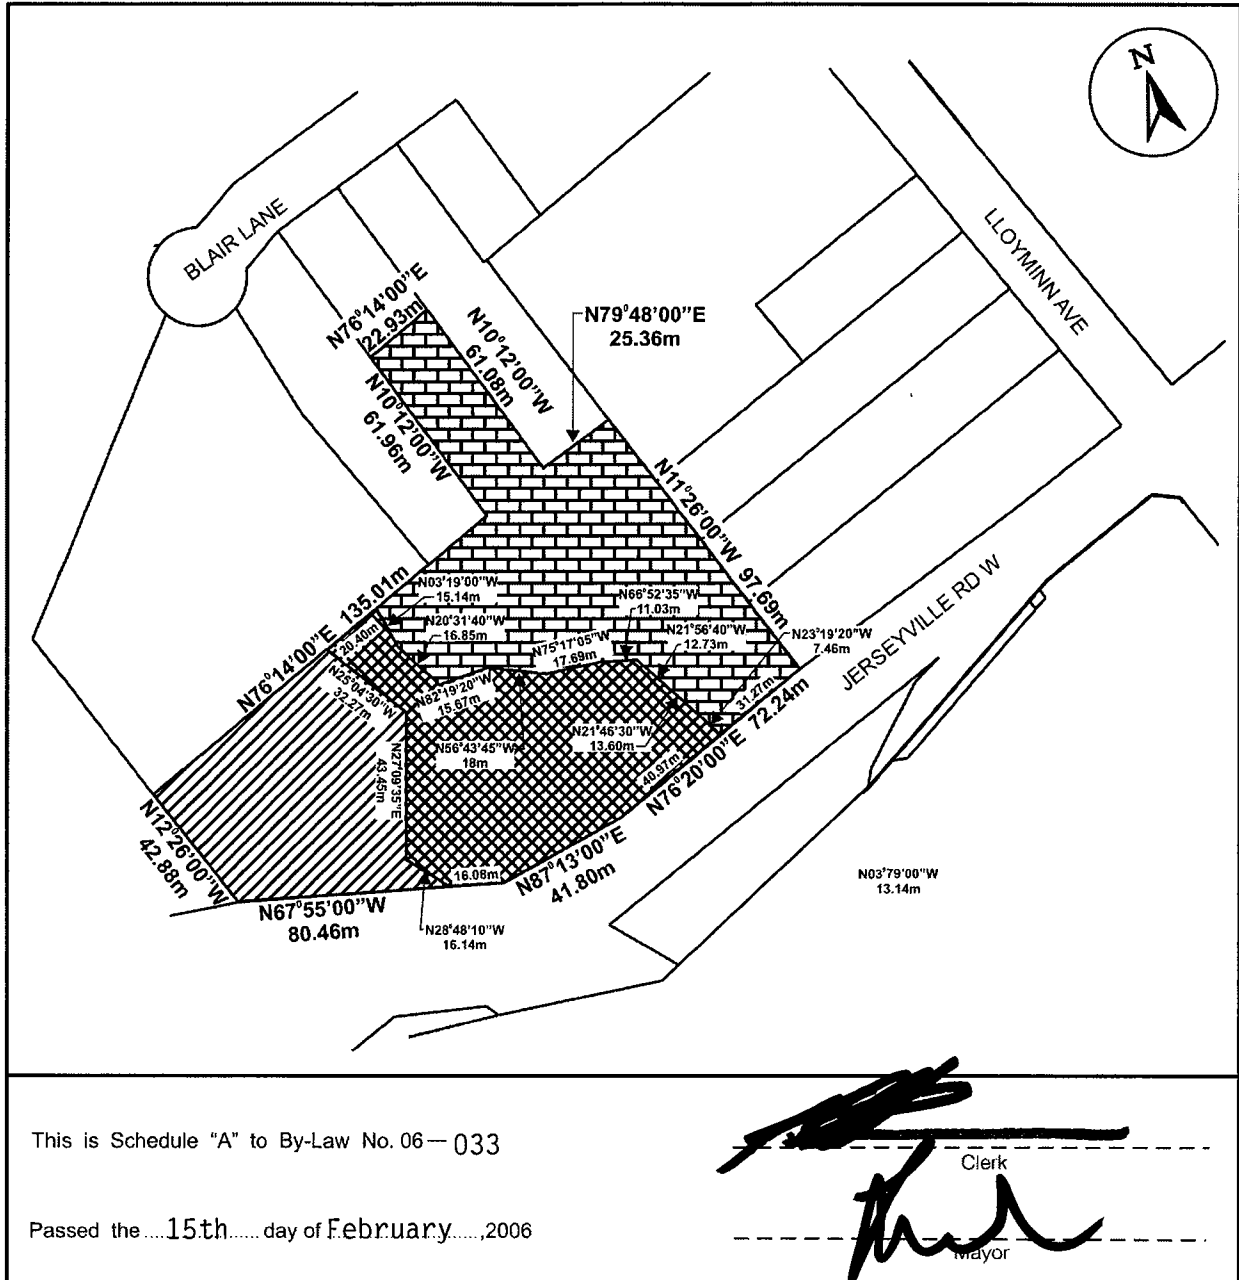 N
BLAIR LANE
LLOYMINN AVE
N76°14'00"E
22.93m
N10°12'00"W
61.08m
N79°48'00"E
25.36m
N10°12'00"W
61.96m
N11°26'00"W 97.69m
N76°14'00"E 135.01m
N03°19'00"W
15.14m
N20°31'40"W
16.85m
N66°52'35"W
11.03m
N21°56'40"W
12.73m
N23°19'20"W
7.46m
JERSEYVILLE RD W
20.40m
N25°04'30"W
32.27m
N75°17'05"W
17.69m
N82°19'20"W
15.67m
31.27m
N56°43'45"W
18m
N21°46'30"W
13.60m
N27°09'35"E
43.45m
40.97m
N76°20'00"E 72.24m
N12°26'00"W
42.88m
16.08m
N87°13'00"E
41.80m
N67°55'00"W
80.46m
N28°48'10"W
16.14m
N03°79'00"W
13.14m
This is Schedule "A" to By-Law No. 06—033
Clerk
Passed the ....15th...... day of February.....,2006
Mayor